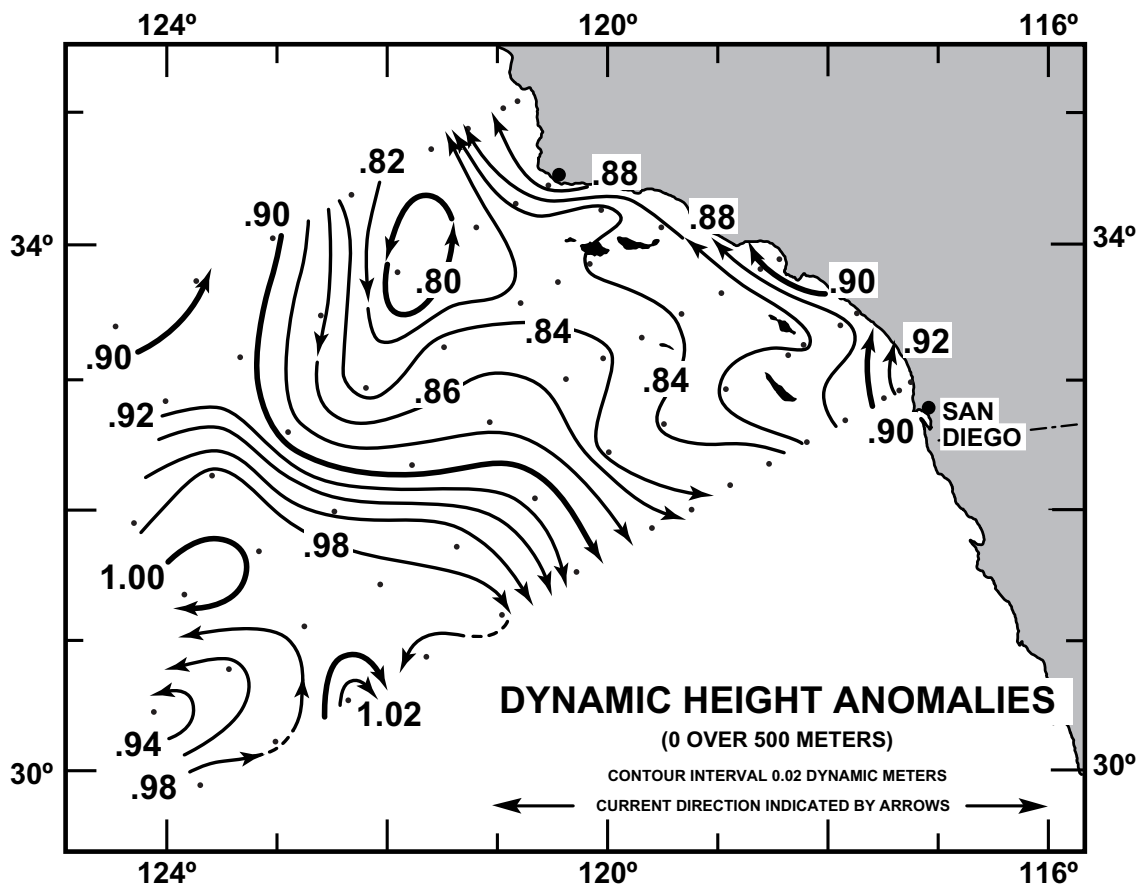 124º 120º 116º
.82
.88
.90
.88
34º 34º
.80
.90
.84
.90
.92
.84
.86
.92
SAN
.90
DIEGO
.98
1.00
DYNAMIC HEIGHT ANOMALIES
1.02
(0 OVER 500 METERS)
.94
30º 30º
CONTOUR INTERVAL 0.02 DYNAMIC METERS
.98
CURRENT DIRECTION INDICATED BY ARROWS
124º 120º 116º